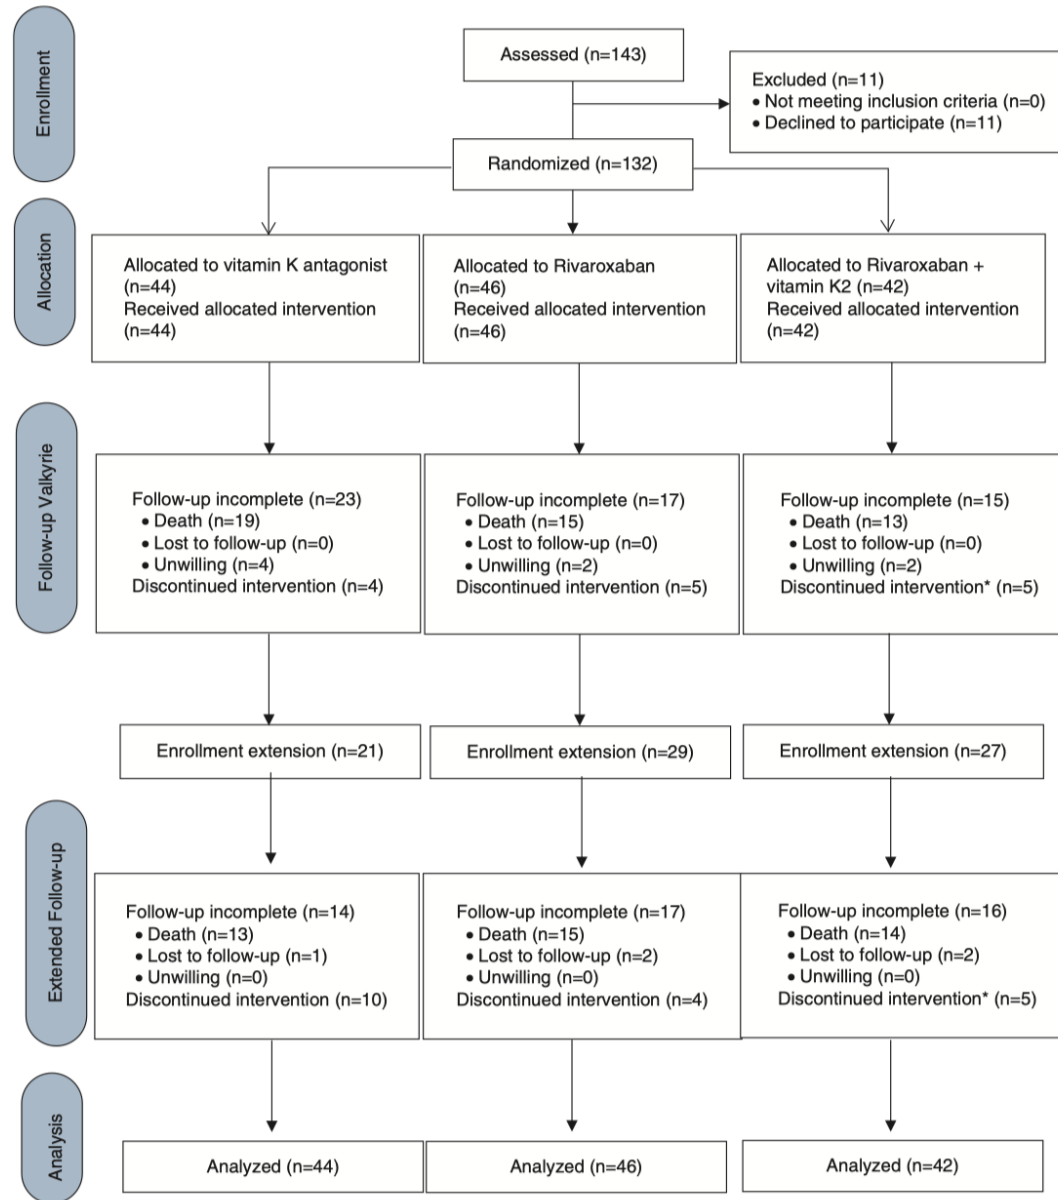 Enrollment
Assessed (n=143)
Excluded (n=11)
• Not meeting inclusion criteria (n=0)
• Declined to participate (n=11)
Randomized (n=132)
Allocation
Allocated to vitamin K antagonist
(n=44)
Received allocated intervention
(n=44)
Allocated to Rivaroxaban
(n=46)
Received allocated intervention
(n=46)
Allocated to Rivaroxaban +
vitamin K2 (n=42)
Received allocated intervention
(n=42)
Follow-up Valkyrie
Follow-up incomplete (n=23)
• Death (n=19)
• Lost to follow-up (n=0)
• Unwilling (n=4)
Discontinued intervention (n=4)
Follow-up incomplete (n=17)
• Death (n=15)
• Lost to follow-up (n=0)
• Unwilling (n=2)
Discontinued intervention (n=5)
Follow-up incomplete (n=15)
• Death (n=13)
• Lost to follow-up (n=0)
• Unwilling (n=2)
Discontinued intervention* (n=5)
Enrollment extension (n=21)
Enrollment extension (n=29)
Enrollment extension (n=27)
Extended Follow-up
Follow-up incomplete (n=14)
• Death (n=13)
• Lost to follow-up (n=1)
• Unwilling (n=0)
Discontinued intervention (n=10)
Follow-up incomplete (n=17)
• Death (n=15)
• Lost to follow-up (n=2)
• Unwilling (n=0)
Discontinued intervention (n=4)
Follow-up incomplete (n=16)
• Death (n=14)
• Lost to follow-up (n=2)
• Unwilling (n=0)
Discontinued intervention* (n=5)
Analysis
Analyzed (n=44)
Analyzed (n=46)
Analyzed (n=42)